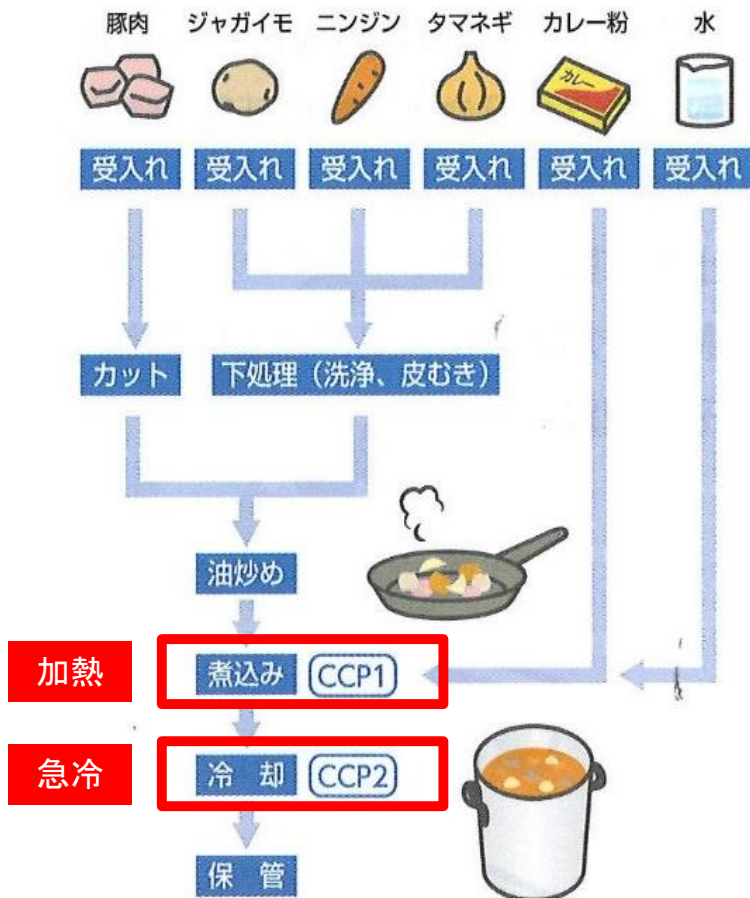 豚肉 ジャガイモ ニンジン タマネギ カレー粉 水
カレー
受入れ 受入れ 受入れ 受入れ 受入れ 受入れ
カット 下処理（洗浄、皮むき）
油炒め
加熱 煮込み CCP1
急冷 冷却 CCP2
保管